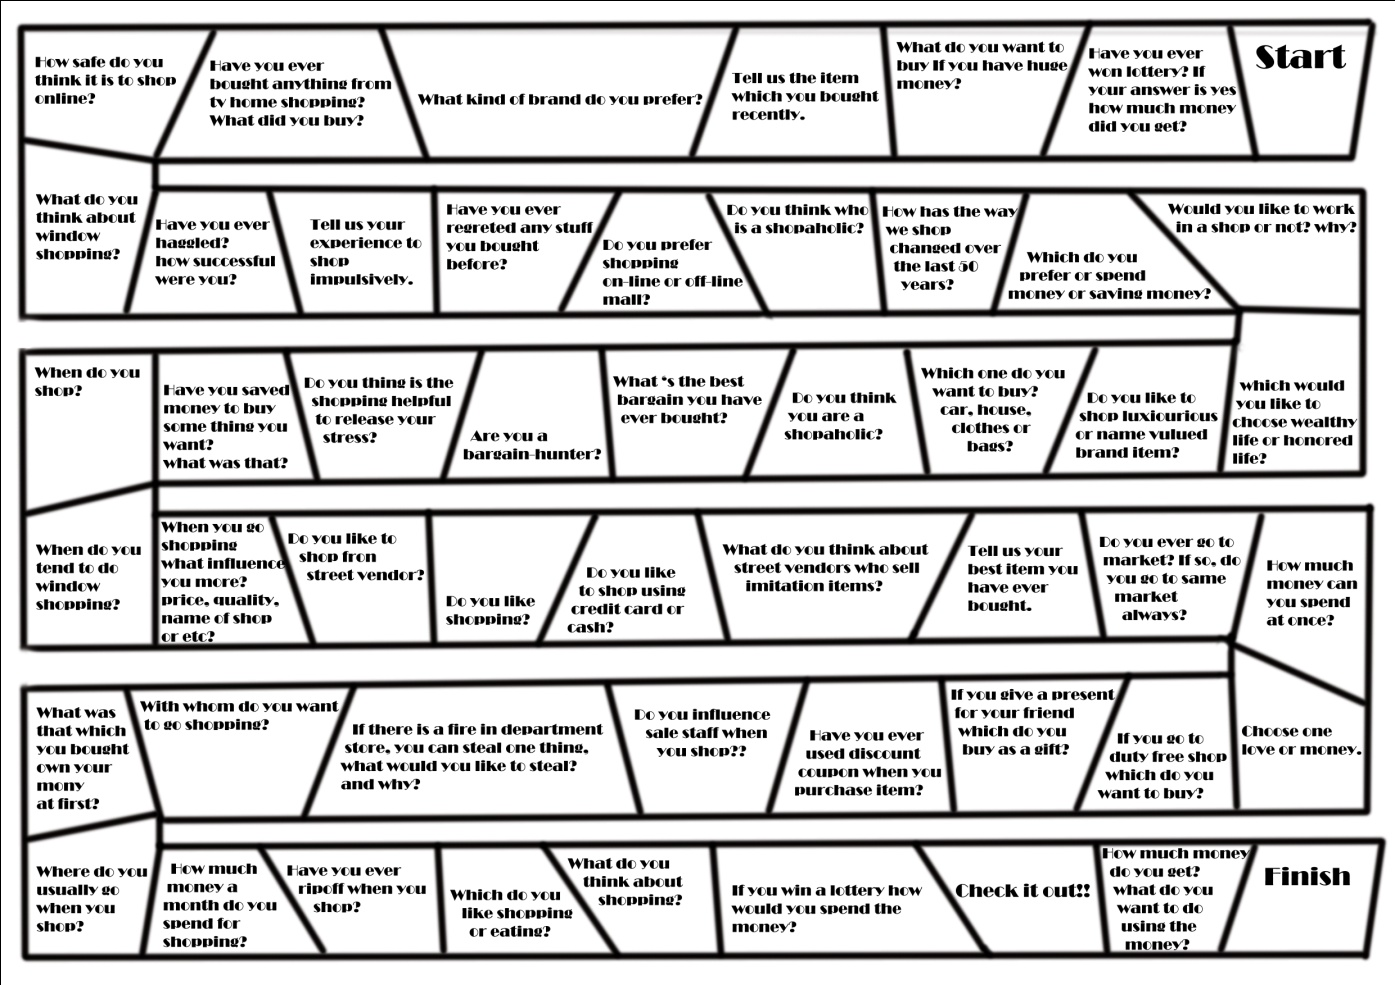 Start
Have you ever
won lottery? If
your answer is yes
how much money
did you get?
What do you want to
buy If you have huge
money?
Tell us the item
which you bought
recently.
What kind of brand do you prefer?
Have you ever
bought anything from
tv home shopping?
What did you buy?
How safe do you
think it is to shop
online?
What do you
think about
window
shopping?
Have you ever
haggled?
how successful
were you?
Tell us your
experience to
shop
impulsively.
Have you ever
regreted any stuff
you bought
before?
Do you prefer
shopping
on-line or off-line
mall?
Do you think who
is a shopaholic?
How has the way
we shop
changed over
the last 50
years?
Which do you
prefer or spend
money or saving money?
Would you like to work
in a shop or not? why?
which would
you like to
choose wealthy
life or honored
life?
Do you like to
shop luxiourious
or name vulued
brand item?
Which one do you
want to buy?
car, house,
clothes or
bags?
Do you think
you are a
shopaholic?
What ‘s the best
bargain you have
ever bought?
Are you a
bargain-hunter?
Do you thing is the
shopping helpful
to release your
stress?
Have you saved
money to buy
some thing you
want?
what was that?
When do you
shop?
When do you
tend to do
window
shopping?
When you go
shopping
what influence
you more?
price, quality,
name of shop
or etc?
Do you like to
shop fron
street vendor?
Do you like
shopping?
Do you like
to shop using
credit card or
cash?
What do you think about
street vendors who sell
imitation items?
Tell us your
best item you
have ever
bought.
Do you ever go to
market? If so, do
you go to same
market
always?
How much
money can
you spend
at once?
Choose one
love or money.
If you go to
duty free shop
which do you
want to buy?
If you give a present
for your friend
which do you
buy as a gift?
Have you ever
used discount
coupon when you
purchase item?
Do you influence
sale staff when
you shop??
If there is a fire in department
store, you can steal one thing,
what would you like to steal?
and why?
With whom do you want
to go shopping?
What was
that which
you bought
own your
mony
at first?
Where do you
usually go
when you
shop?
How much
money a
month do you
spend for
shopping?
Have you ever
ripoff when you
shop?
Which do you
like shopping
or eating?
What do you
think about
shopping?
If you win a lottery how
would you spend the
money?
Check it out!!
How much money
do you get?
what do you
want to do
using the
money?
Finish